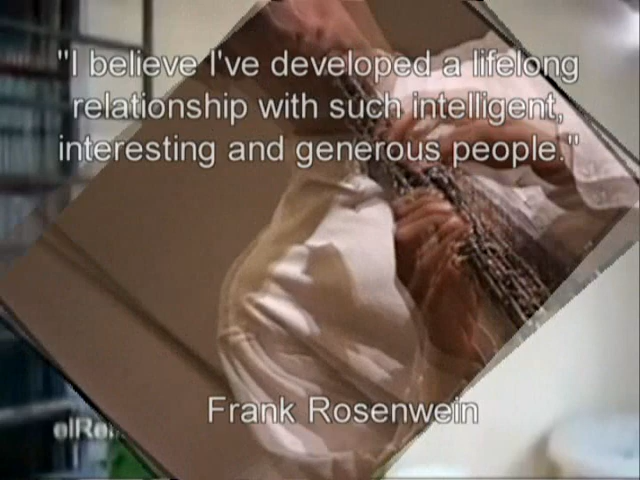 "I believe I've developed a lifelong
relationship with such intelligent,
interesting and generous people."
Frank Rosenwein